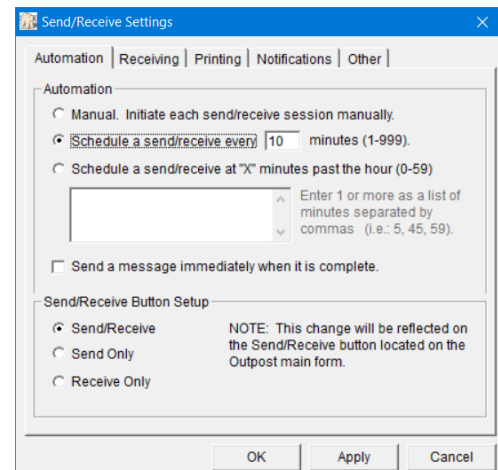 Send/Receive Settings
Automation Receiving Printing Notifications Other
Automation
Manual. Initiate each send/receive session manually.
Schedule a send/receive every 10 minutes (1-999).
Schedule a send/receive at "X" minutes past the hour (0-59)
Enter 1 or more as a list of
minutes separated by
commas (i.e.: 5, 45, 59).
Send a message immediately when it is complete.
Send/Receive Button Setup
Send/Receive
Send Only
Receive Only
NOTE: This change will be reflected on
the Send/Receive button located on the
Outpost main form.
OK Apply Cancel